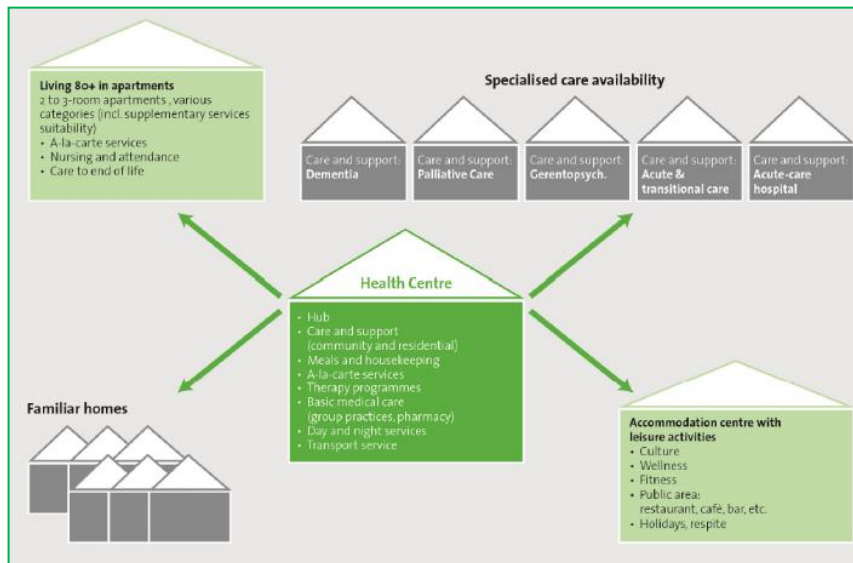 Living 80+ in apartments
2 to 3-room apartments , various
categories (incl. supplementary services
suitability)
• A-la-carte services
• Nursing and attendance
• Care to end of life
Specialised care availability
Care and support:
Dementia
Care and support:
Palliative Care
Care and support:
Gerentopsych.
Care and support:
Acute &
transitional care
Care and support:
Acute-care
hospital
Health Centre
• Hub
• Care and support
(community and residential)
• Meals and housekeeping
• A-la-carte services
• Therapy programmes
• Basic medical care
(group practices, pharmacy)
• Day and night services
• Transport service
Familiar homes
Accommodation centre with
leisure activities
• Culture
• Wellness
• Fitness
• Public area:
restaurant, café, bar, etc.
• Holidays, respite